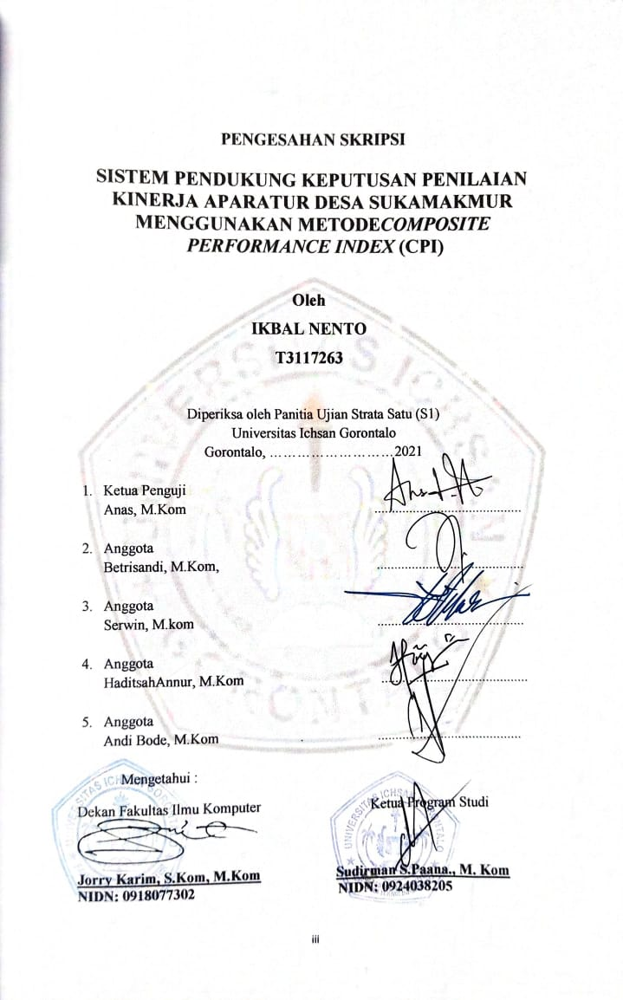 PENGESAHAN SKRIPSI
SISTEM PENDUKUNG KEPUTUSAN PENILAIAN
KINERJA APARATUR DESA SUKAMAKMUR
MENGGUNAKAN METODECOMPOSITE
PERFORMANCE INDEX (CPI)
Oleh
IKBAL NENTO
T3117263
Diperiksa oleh Panitia Ujian Strata Satu (S1)
Universitas Ichsan Gorontalo
Gorontalo, ...........................2021
1. Ketua Penguji
Anas, M.Kom
2. Anggota
Betrisandi, M.Kom,
3. Anggota
Serwin, M.kom
4. Anggota
HaditsahAnnur, M.Kom
5. Anggota
Andi Bode, M.Kom
Mengetahui :
Dekan Fakultas Ilmu Komputer
Jorry Karim, S.Kom, M.Kom
NIDN: 0918077302
Ketua Program Studi
Sudirman S.Paana., M. Kom
NIDN: 0924038205
iii